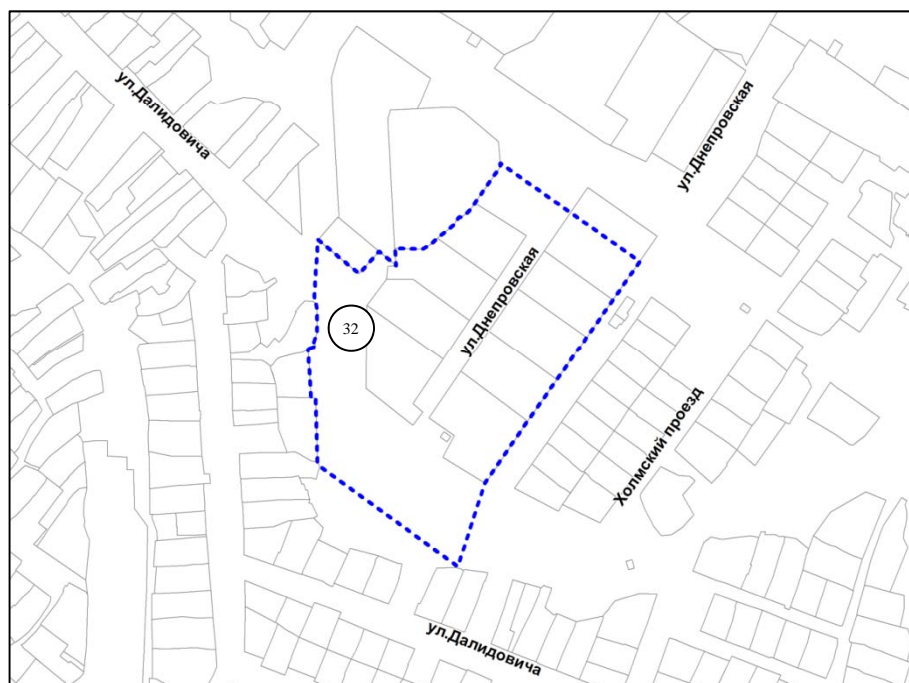 ул.Далидовича
ул.Днепровская
ул.Днепровская
32
Холмский проезд
ул.Далидовича